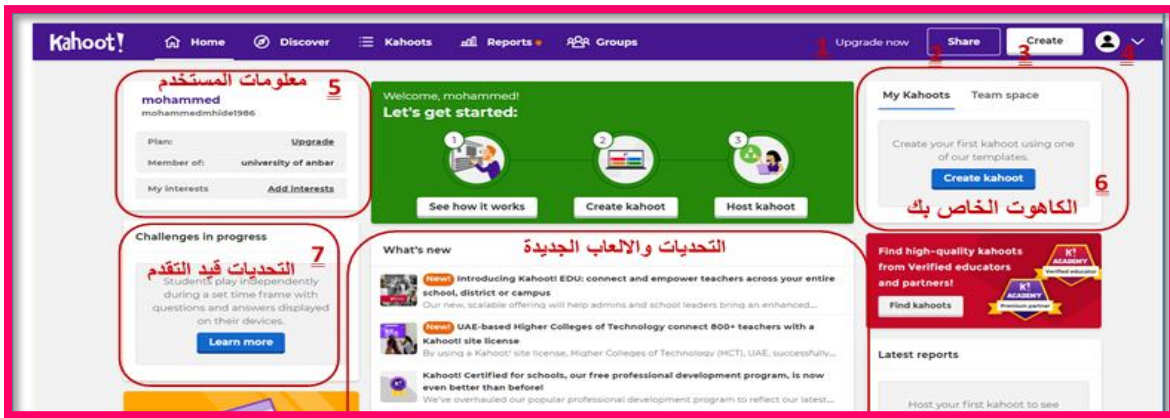 Kahoot!
Home
Discover
Kahoots
Reports
Groups
1
Upgrade now
2
Share
3
Create
4
معلومات المستخدم
5
mohammed
mohammedmhide1986
Plan:
Upgrade
Member of:
university of anbar
My interests
Add interests
Welcome, mohammed!
Let's get started:
1
2
3
See how it works
Create kahoot
Host kahoot
My Kahoots
Team space
Create your first kahoot using one
of our templates.
Create kahoot
6
الكاهوت الخاص بك
Challenges in progress
7
التحديات قيد التقدم
Students play independently
during a set time frame with
questions and answers displayed
on their devices.
Learn more
What's new
التحديات والالعاب الجديدة
New! Introducing Kahoot! EDU: connect and empower teachers across your entire
school, district or campus
Our new, scalable offering will help admins and school leaders bring an enhanced...
New! UAE-based Higher Colleges of Technology connect 800+ teachers with a
Kahoot! site license
By using a Kahoot! site license, Higher Colleges of Technology (HCT), UAE, successfully...
Kahoot! Certified for schools, our free professional development program, is now
even better than before!
We've overhauled our popular professional development program to reflect our latest...
Find high-quality kahoots
from Verified educators
and partners!
Find kahoots
K!
ACADEMY
Verified educator
K!
ACADEMY
Premium partner
Latest reports
Host your first kahoot to see